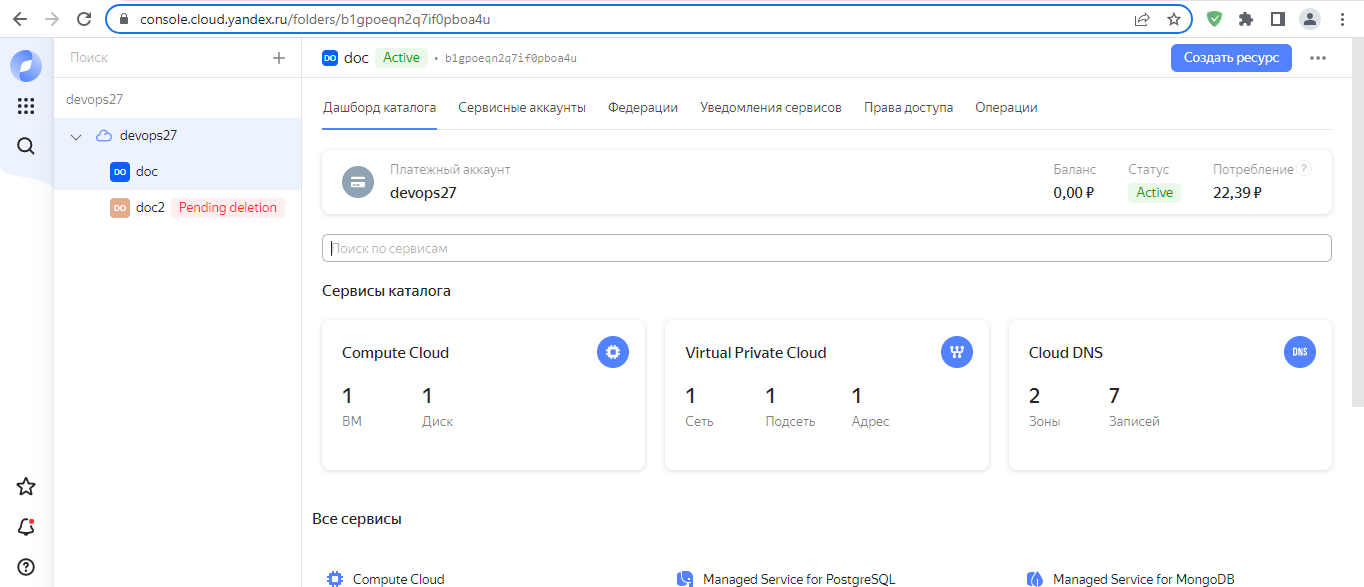 console.cloud.yandex.ru/folders/b1gpoeqn2q7if0pboa4u
Поиск
DO doc Active • b1gpoeqn2q7if0pboa4u
Создать ресурс
devops27
devops27
DO doc
DO doc2 Pending deletion
Дашборд каталога Сервисные аккаунты Федерации Уведомления сервисов Права доступа Операции
Платежный аккаунт Баланс Статус Потребление ?
devops27 0,00 ₽ Active 22,39 ₽
Поиск по сервисам
Сервисы каталога
Compute Cloud Virtual Private Cloud Cloud DNS DNS
1 1 1 1 1 2 7
ВМ Диск Сеть Подсеть Адрес Зоны Записей
Все сервисы
Compute Cloud Managed Service for PostgreSQL Managed Service for MongoDB